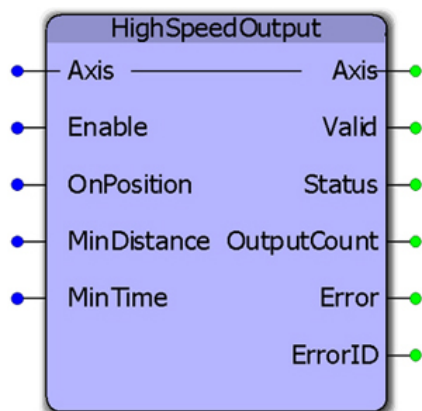 HighSpeedOutput
Axis Axis
Enable Valid
OnPosition Status
MinDistance OutputCount
MinTime Error
ErrorID